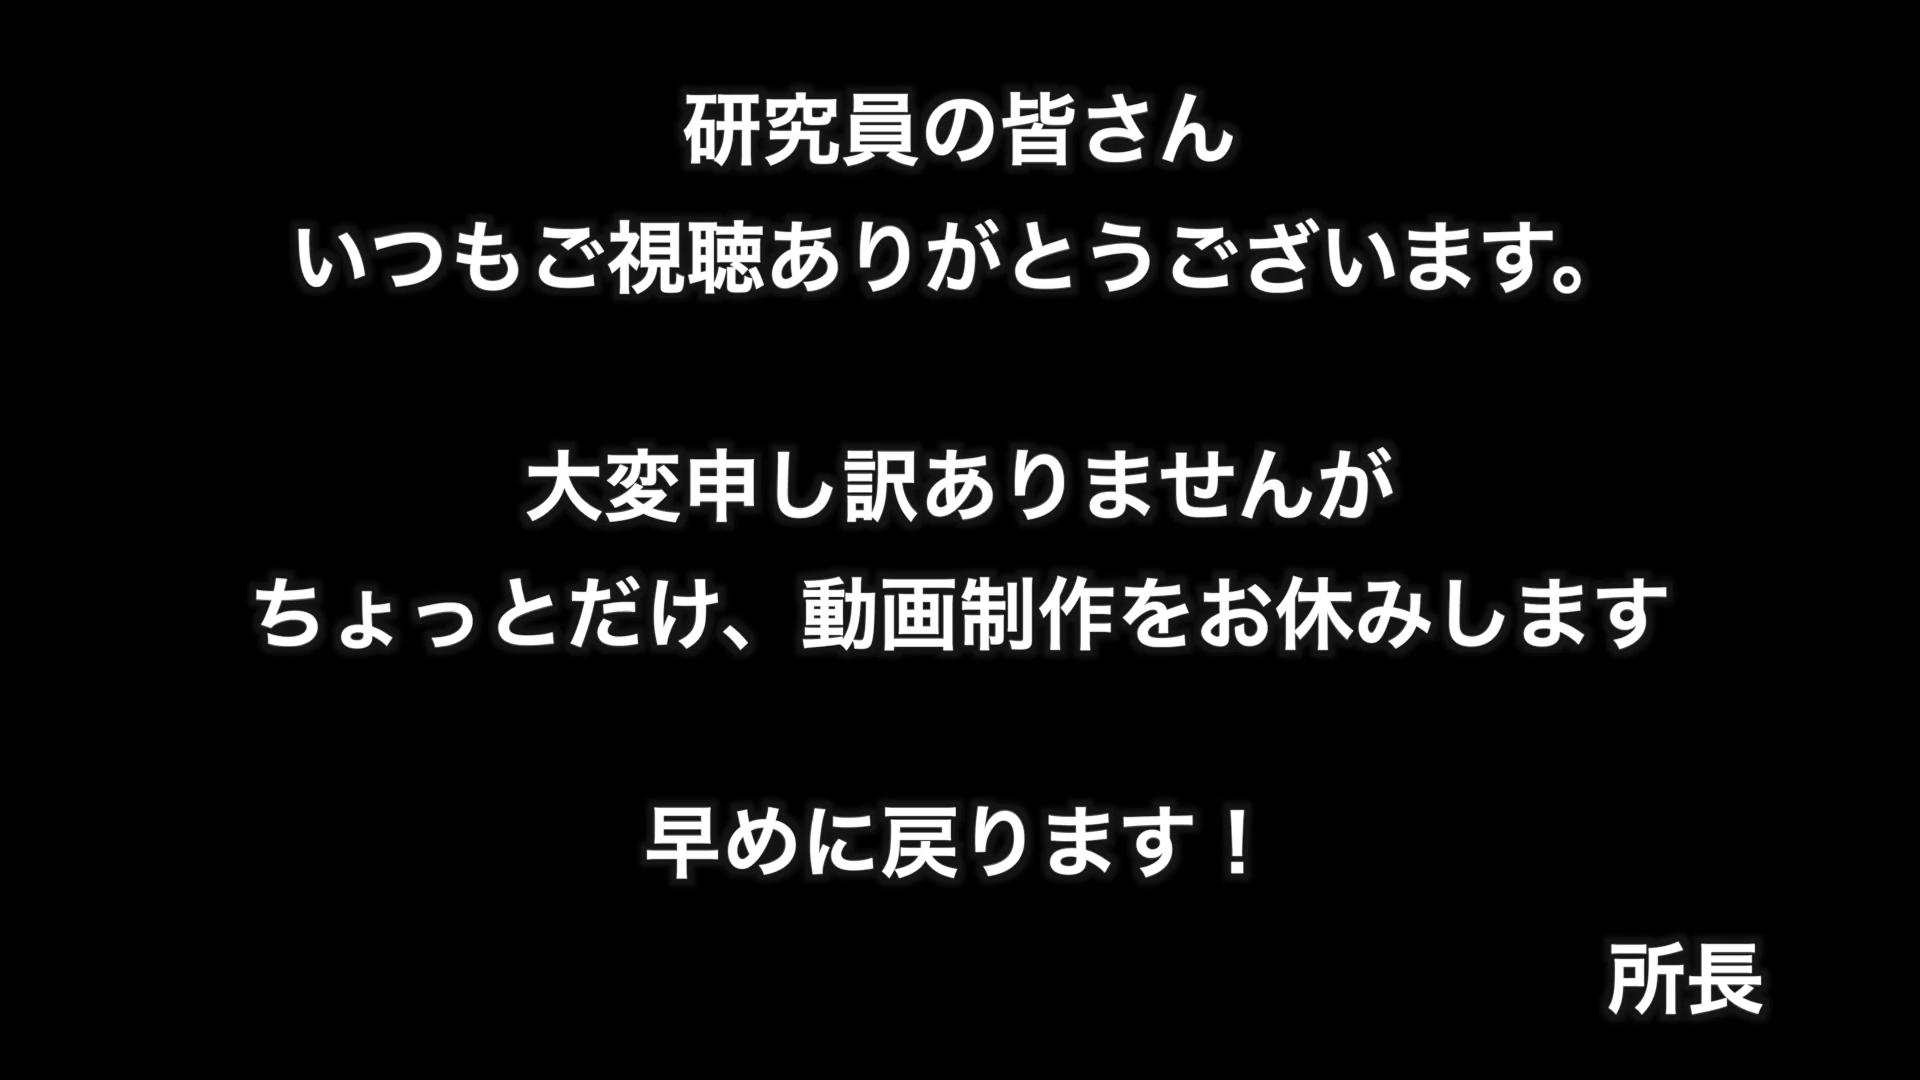 研究員の皆さん
いつもご視聴ありがとうございます。
大変申し訳ありませんが
ちょっとだけ、動画制作をお休みします
早めに戻ります！
所長